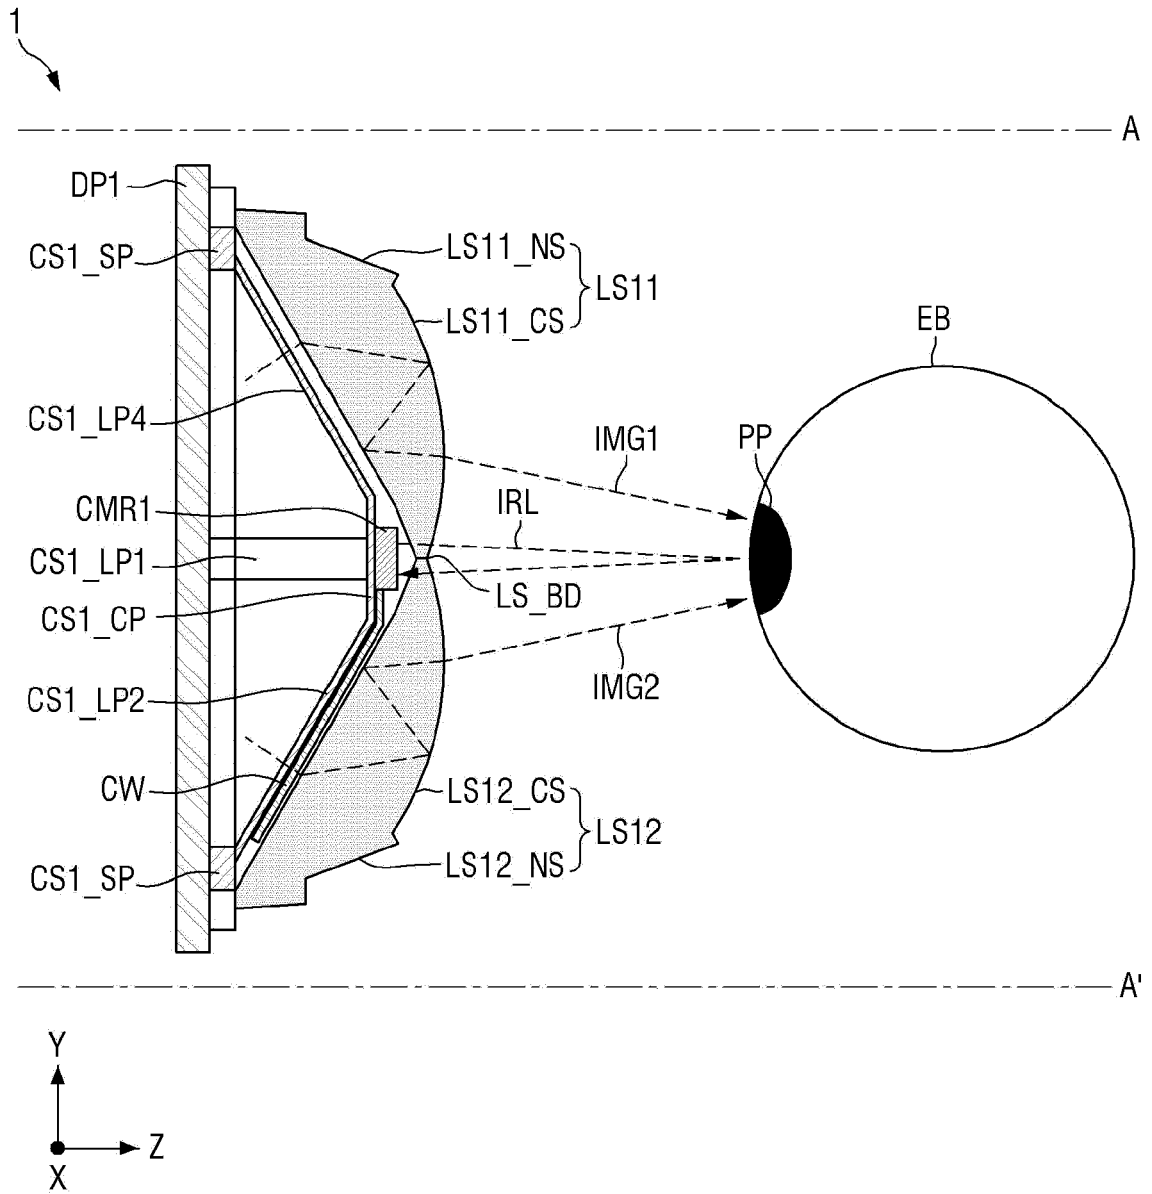 1
A
DP1
CS1_SP
LS11_NS
LS11
LS11_CS
EB
CS1_LP4
IMG1
PP
CMR1
IRL
CS1_LP1
LS_BD
CS1_CP
CS1_LP2
IMG2
CW
LS12_CS
LS12
LS12_NS
CS1_SP
A'
Y
Z
X